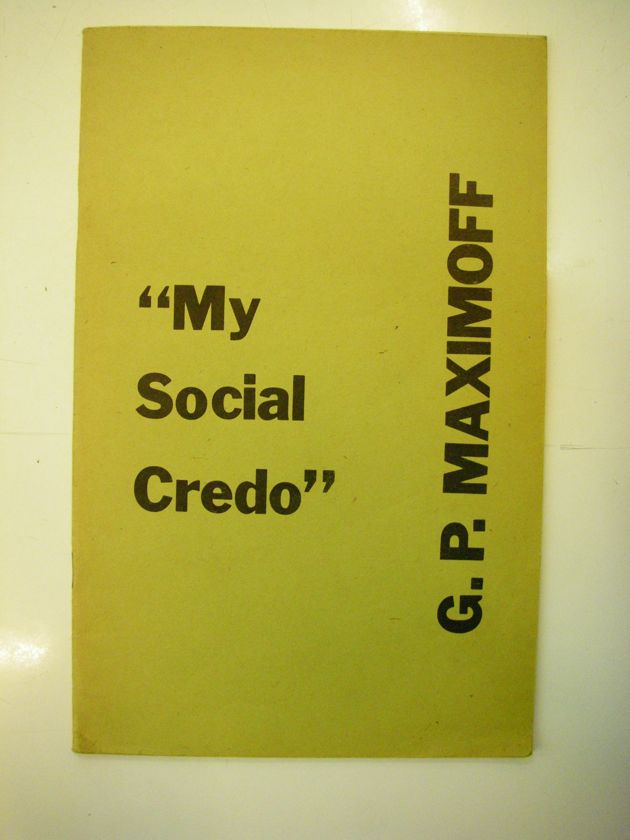 “My
Social
Credo”
G. P. MAXIMOFF